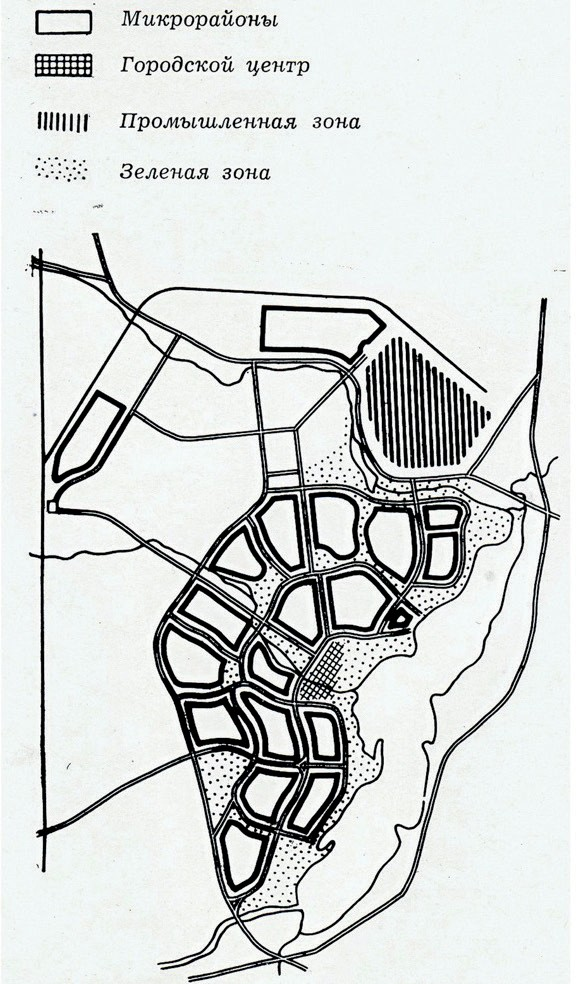 Микрорайоны
Городской центр
Промышленная зона
Зеленая зона